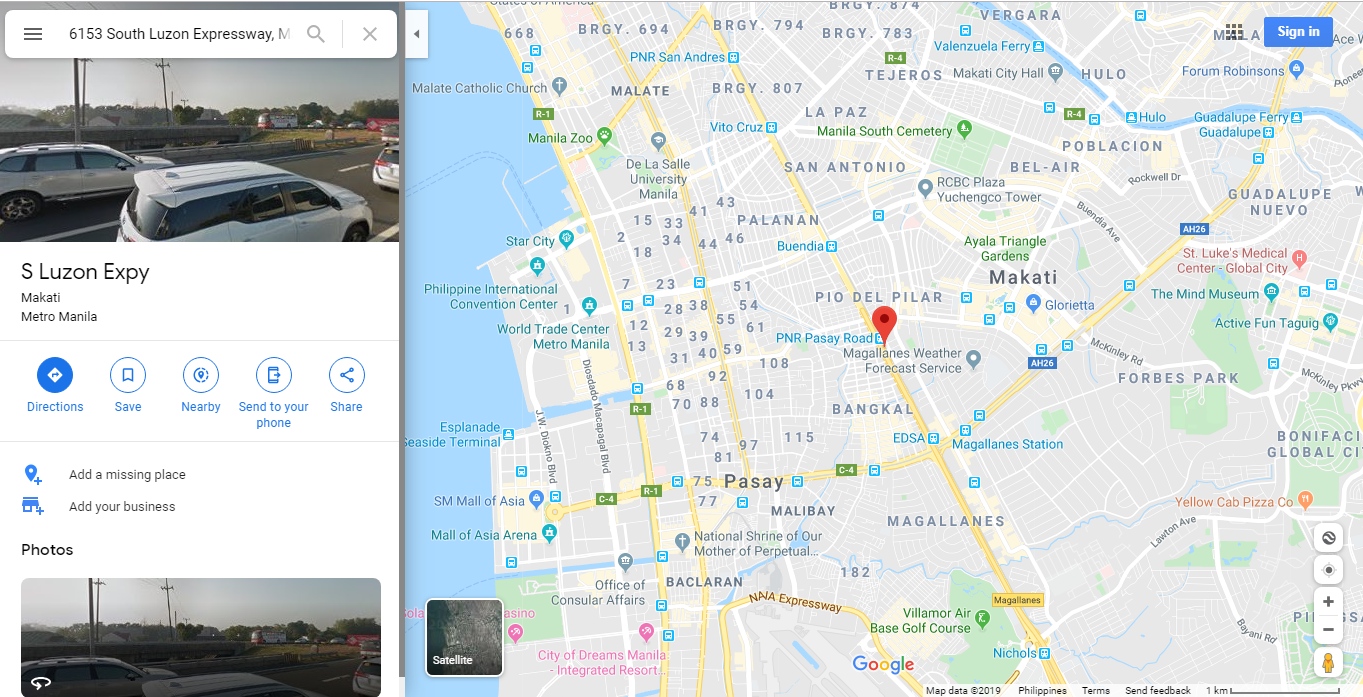 6153 South Luzon Expressway, M
S Luzon Expy
Makati
Metro Manila
Directions
Save
Nearby
Send to your
phone
Share
Add a missing place
Add your business
Photos
States of America
668
BRGY. 694
BRGY. 794
BRGY. 874
BRGY. 783
VERGARA
Valenzuela Ferry
Sign in
Ace W
PNR San Andres
R-4
TEJEROS
Makati City Hall
HULO
Forum Robinsons
Pioneer
Malate Catholic Church
MALATE
BRGY. 807
R-1
LA PAZ
R-4
Hulo
Guadalupe Ferry
Guadalupe
Manila Zoo
Vito Cruz
Manila South Cemetery
POBLACION
De La Salle
University
Manila
SAN ANTONIO
BEL-AIR
Rockwell Dr
RCBC Plaza
Yuchengco Tower
GUADALUPE
NUEVO
15
33
41
43
PALANAN
Buendia Ave
AH26
Star City
2
34
44
46
18
Buendia
Ayala Triangle
Gardens
St. Luke's Medical
Center - Global City
Makati
Philippine International
Convention Center
7
23
51
1
28
38
54
PIO DEL PILAR
Glorietta
The Mind Museum
World Trade Center
Metro Manila
12
29
39
55
61
13
31
40
59
PNR Pasay Road
Active Fun Taguig
Magallanes Weather
Forecast Service
AH26
McKinley Rd
108
92
68
104
FORBES PARK
McKinley Pkwy
R-1
70
88
BANGKAL
J.W. Diokno Blvd
Diosdado Macapagal Blvd
Esplanade
Seaside Terminal
74
97
115
81
EDSA
Magallanes Station
BONIFACI
GLOBAL CIT
C-4
75
Pasay
R-1
C-4
77
SM Mall of Asia
MALIBAY
Yellow Cab Pizza Co
MAGALLANES
Lawton Ave
Mall of Asia Arena
National Shrine of Our
Mother of Perpetual...
182
Office of
Consular Affairs
BACLARAN
NAIA Expressway
Magallanes
Villamor Air
Base Golf Course
Bayani Rd
Satellite
City of Dreams Manila
- Integrated Resort...
Nichols
Google
Map data ©2019
Philippines
Terms
Send feedback
1 km